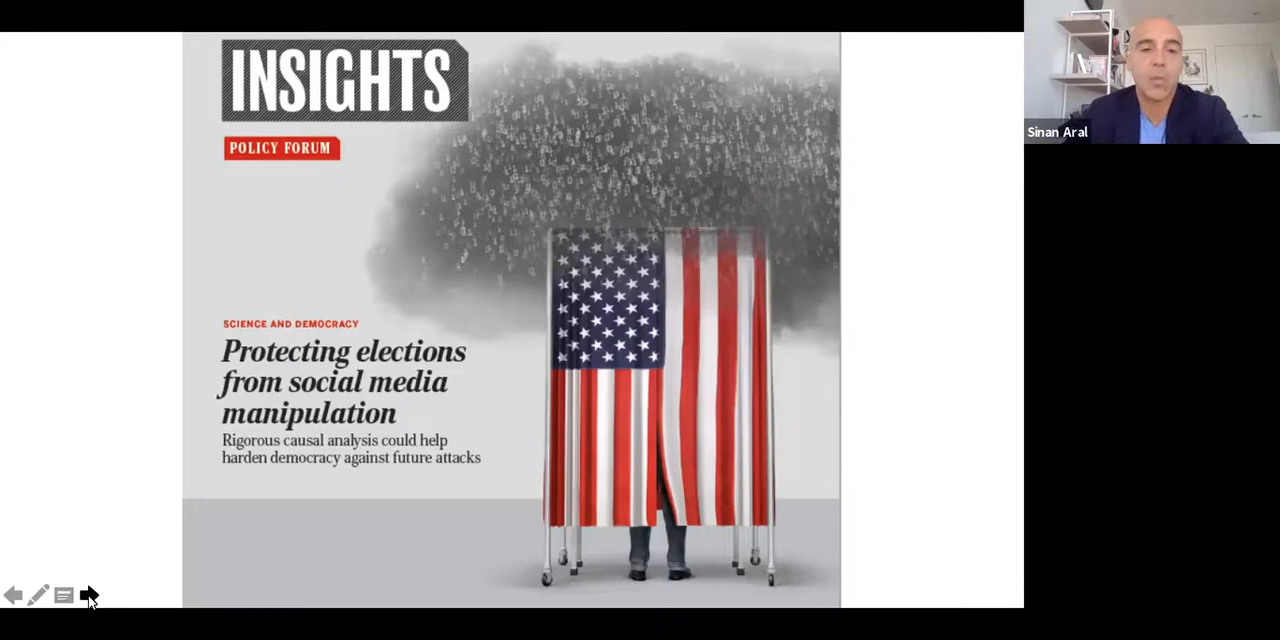 INSIGHTS
POLICY FORUM
SCIENCE AND DEMOCRACY
Protecting elections
from social media
manipulation
Rigorous causal analysis could help
harden democracy against future attacks
Sinan Aral